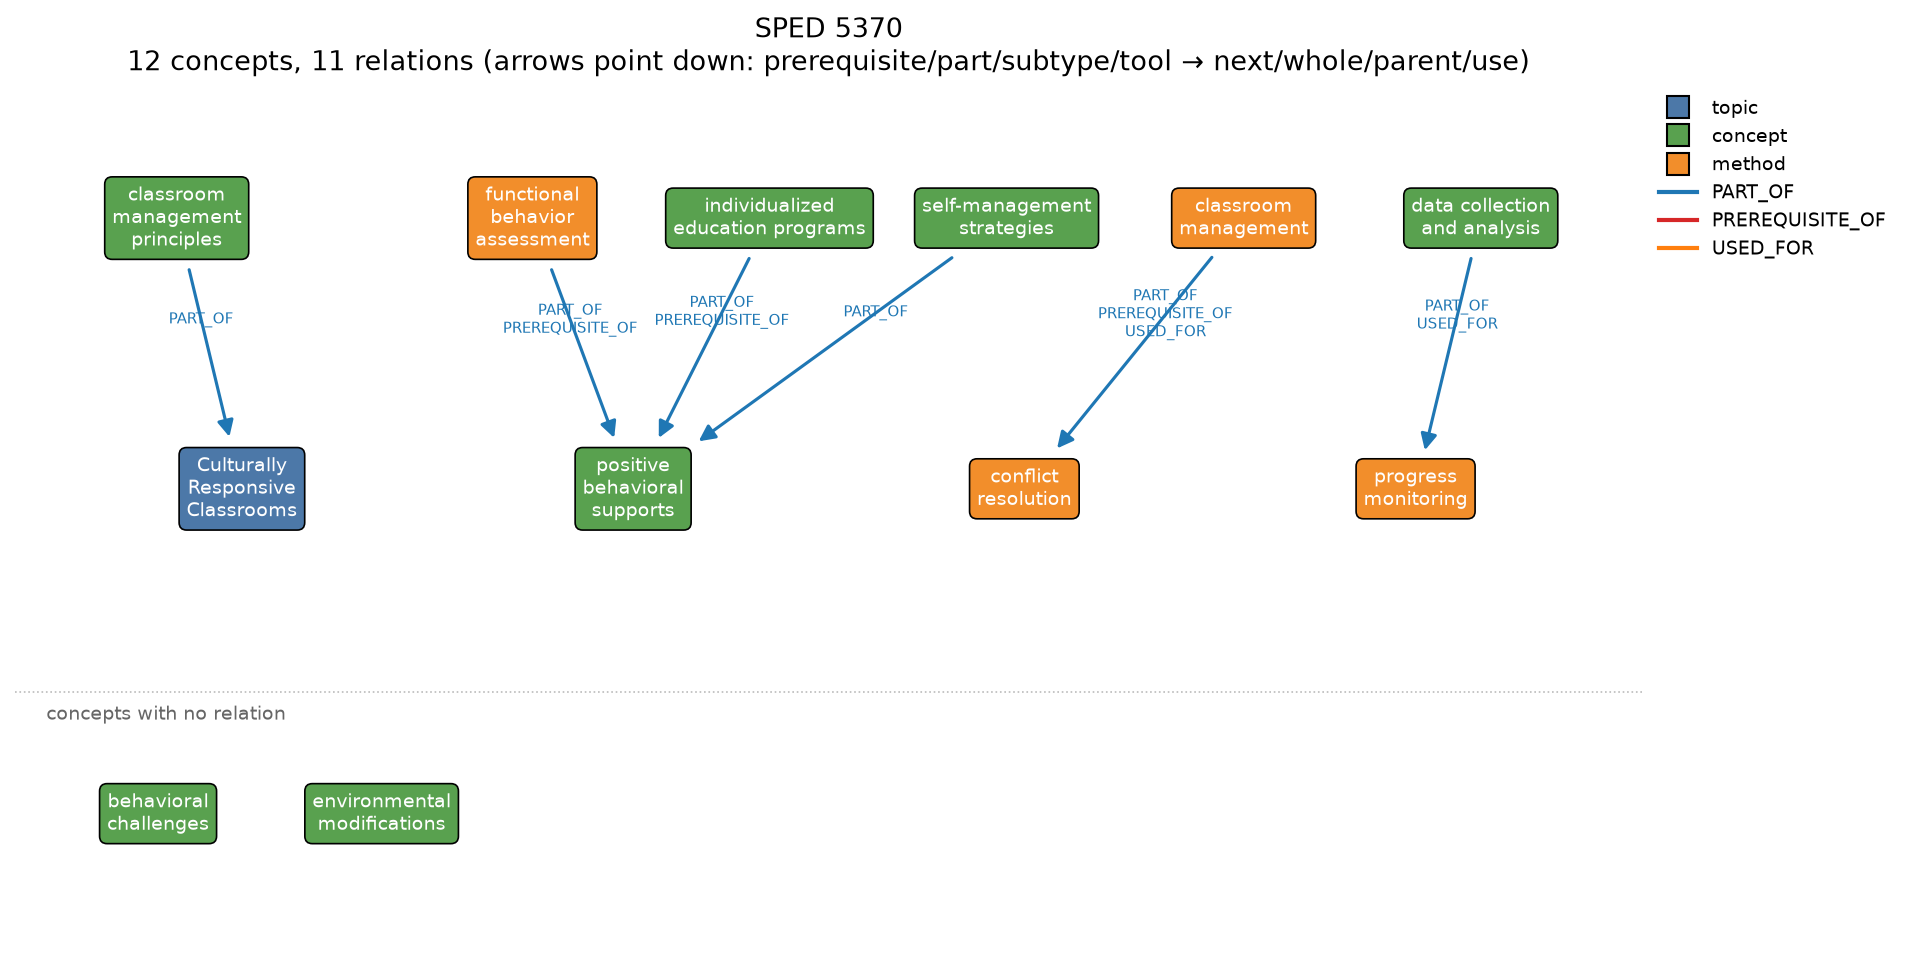 SPED 5370
12 concepts, 11 relations (arrows point down: prerequisite/part/subtype/tool → next/whole/parent/use)
topic
concept
method
PART_OF
PREREQUISITE_OF
USED_FOR
classroom
management
principles
functional
behavior
assessment
individualized
education programs
self-management
strategies
classroom
management
data collection
and analysis
PART_OF
PART_OF
PREREQUISITE_OF
PART_OF
PREREQUISITE_OF
PART_OF
PART_OF
PREREQUISITE_OF
USED_FOR
PART_OF
USED_FOR
Culturally
Responsive
Classrooms
positive
behavioral
supports
conflict
resolution
progress
monitoring
concepts with no relation
behavioral
challenges
environmental
modifications